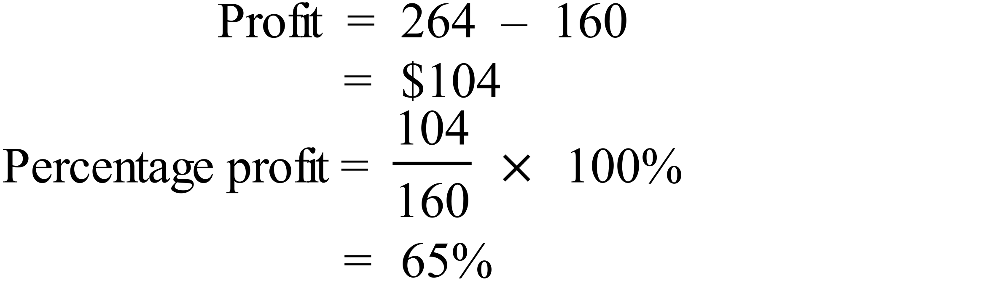 Profit = 264 – 160
= $104
Percentage profit = 104/160 × 100%
= 65%